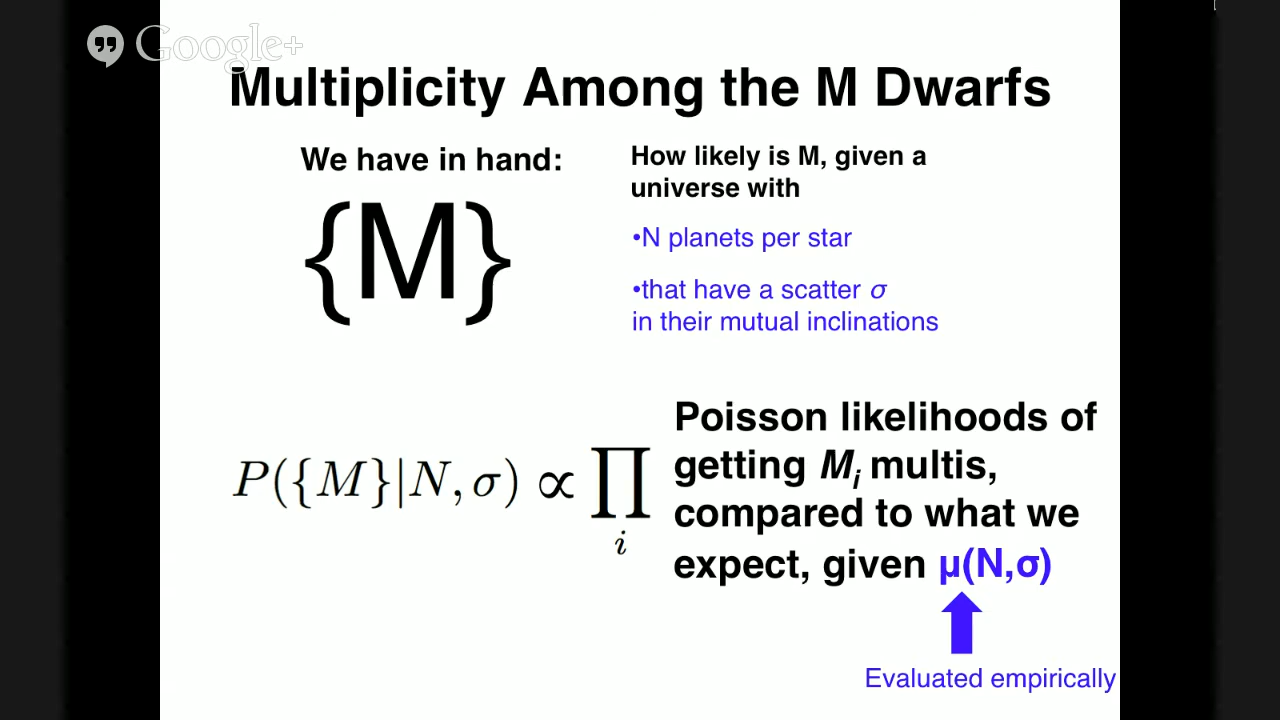 Google+
Multiplicity Among the M Dwarfs
We have in hand:
{M}
How likely is M, given a
universe with
•N planets per star
•that have a scatter σ
in their mutual inclinations
P({M}|N, σ) ∝ ∏
i
Poisson likelihoods of
getting Mᵢ multis,
compared to what we
expect, given μ(N,σ)
Evaluated empirically